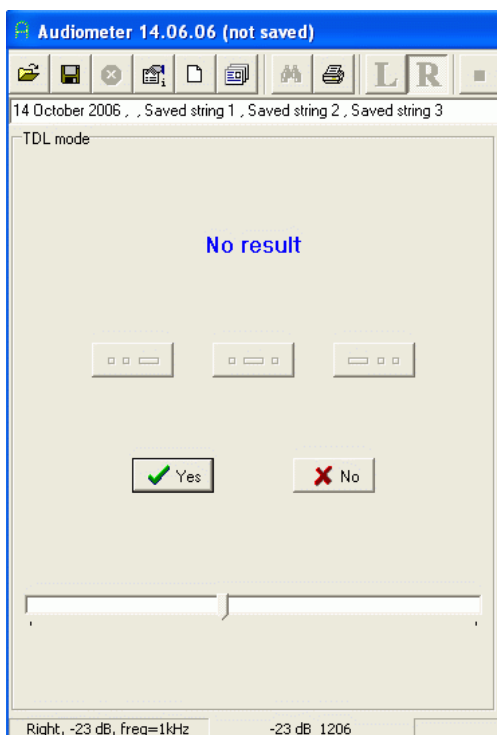 Audiometer 14.06.06 (not saved)
L R
14 October 2006 , , Saved string 1 , Saved string 2 , Saved string 3
TDL mode
No result
Yes No
Right, -23 dB, freq=1kHz -23 dB 1206